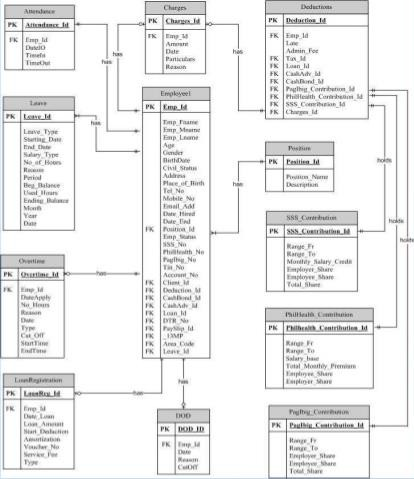 Attendance
PK Attendance_Id
FK Emp_Id
DateIO
TimeIn
TimeOut
Charges
PK Charges_Id
FK Emp_Id
Amount
Date
Particulars
Reason
Deductions
PK Deduction_Id
FK Emp_Id
Late
Admin_Fee
FK Tax_Id
FK Loan_Id
FK CashAdv_Id
FK CashBond_Id
FK PagIbig_Contribution_Id
FK PhilHealth_Contribution_Id
FK SSS_Contribution_Id
FK Charges_Id
has
has
has
has
Leave
PK Leave_Id
Leave_Type
Starting_Date
End_Date
Salary_Type
No_of_Hours
Reason
Period
Beg_Balance
Used_Hours
Ending_Balance
Month
Year
Date
Employee1
PK Emp_Id
Emp_Fname
Emp_Mname
Emp_Lname
Age
Gender
BirthDate
Civil_Status
Address
Place_of_Birth
Tel_No
Mobile_No
Email_Add
Date_Hired
Date_End
FK Position_Id
Emp_Status
SSS_No
PhilHealth_No
PagIbig_No
Tin_No
Account_No
FK Client_Id
FK Deduction_Id
FK CashBond_Id
FK CashAdv_Id
FK Loan_Id
FK DTR_No
FK PaySlip_Id
FK _13MP
FK Area_Code
FK Leave_Id
Position
PK Position_Id
Position_Name
Description
has
holds
holds
holds
SSS_Contribution
PK SSS_Contribution_Id
Range_Fr
Range_To
Monthly_Salary_Credit
Employer_Share
Employee_Share
Total_Share
Overtime
PK Overtime_Id
FK Emp_Id
DateApply
No_Hours
Reason
Date
Type
Cut_Off
StartTime
EndTime
has
PhilHealth_Contribution
PK Philhealth_Contribution_Id
Range_Fr
Range_To
Salary_base
Total_Monthly_Premium
Employee_Share
Employer_Share
LoanRegistration
PK LoanReg_Id
FK Emp_Id
Date_Loan
Loan_Amount
Start_Deduction
Amortization
Voucher_No
Service_Fee
Type
has
has
DOD
PK DOD_ID
FK Emp_Id
Date
Reason
CutOff
PagIbig_Contribution
PK PagIbig_Contribution_Id
Range_Fr
Range_To
Employee_Share
Employer_Share
Total_Share